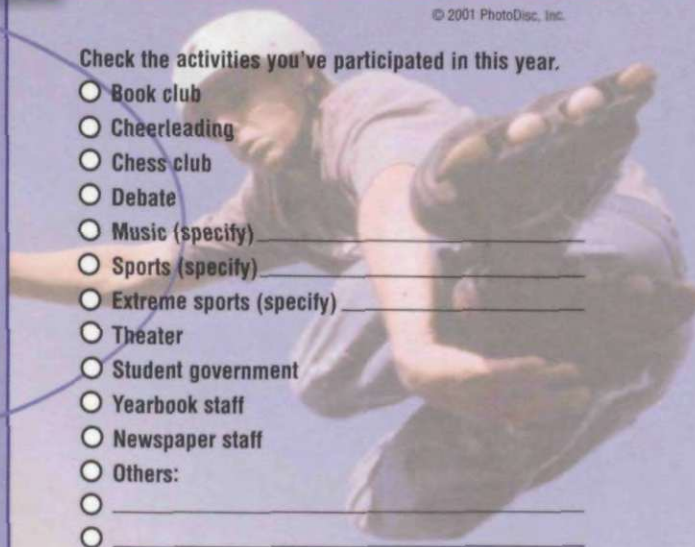 © 2001 PhotoDisc, Inc.
Check the activities you've participated in this year.
Book club
Cheerleading
Chess club
Debate
Music (specify)
Sports (specify)
Extreme sports (specify)
Theater
Student government
Yearbook staff
Newspaper staff
Others: